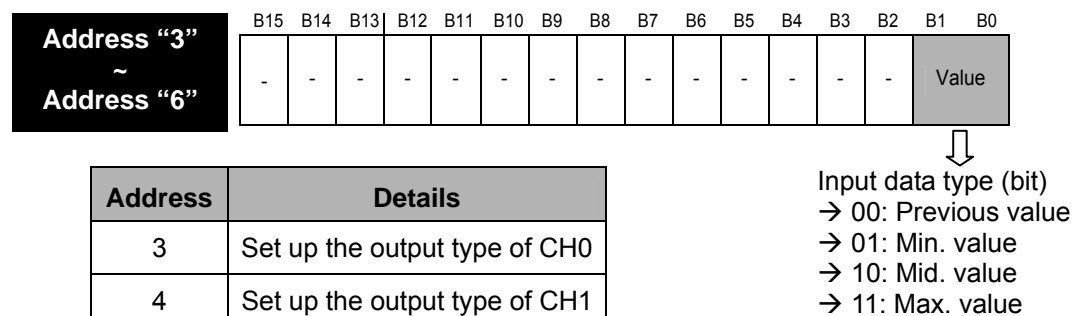 Address “3”
~
Address “6”
B15 B14 B13 B12 B11 B10 B9 B8 B7 B6 B5 B4 B3 B2 B1 B0
- - - - - - - - - - - - - - Value
Address Details
3 Set up the output type of CH0
4 Set up the output type of CH1
Input data type (bit)
→ 00: Previous value
→ 01: Min. value
→ 10: Mid. value
→ 11: Max. value